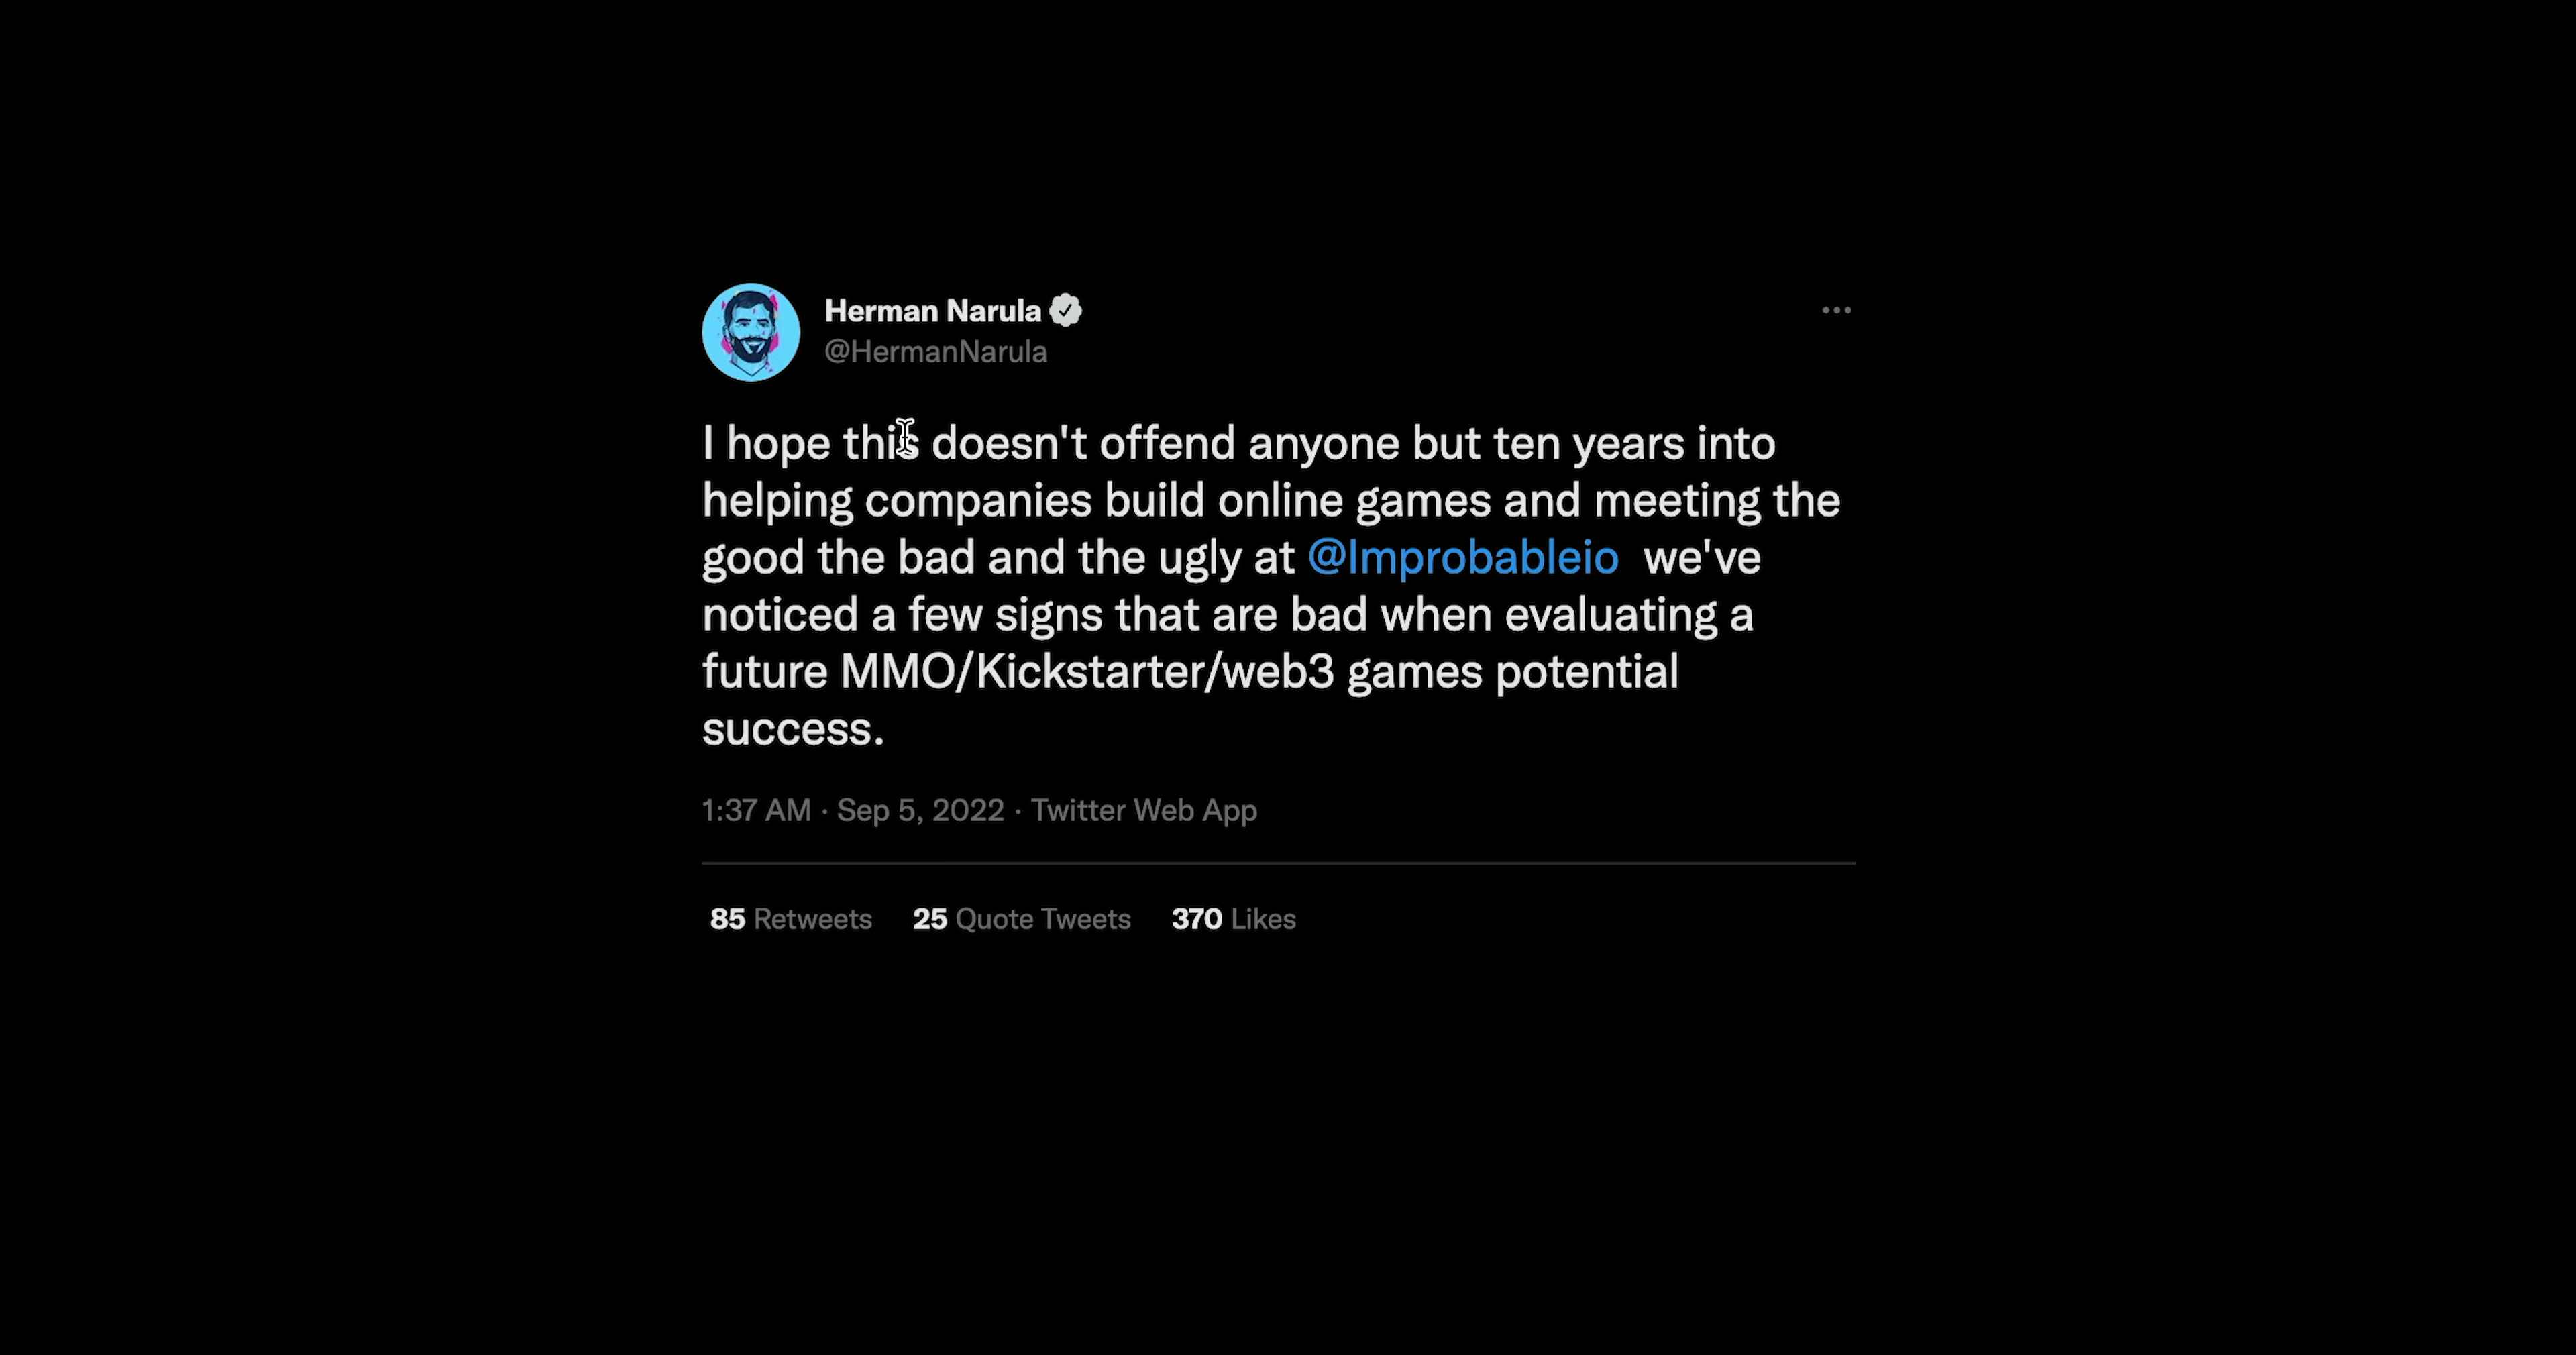 Herman Narula
@HermanNarula
I hope this doesn't offend anyone but ten years into
helping companies build online games and meeting the
good the bad and the ugly at @Improbableio we've
noticed a few signs that are bad when evaluating a
future MMO/Kickstarter/web3 games potential
success.
1:37 AM · Sep 5, 2022 · Twitter Web App
85 Retweets 25 Quote Tweets 370 Likes